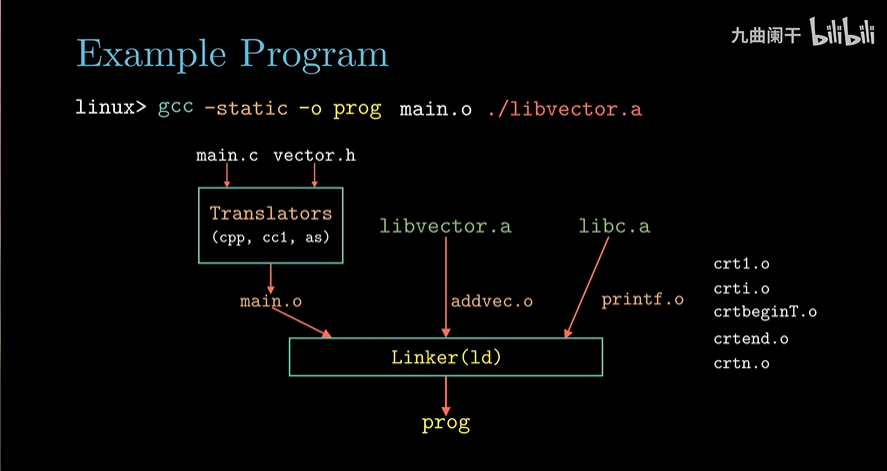 九曲阑干 bilibili
Example Program
linux> gcc -static -o prog main.o ./libvector.a
main.c vector.h
Translators
(cpp, cc1, as)
libvector.a
libc.a
main.o
addvec.o
printf.o
crt1.o
crti.o
crtbeginT.o
crtend.o
crtn.o
Linker(ld)
prog